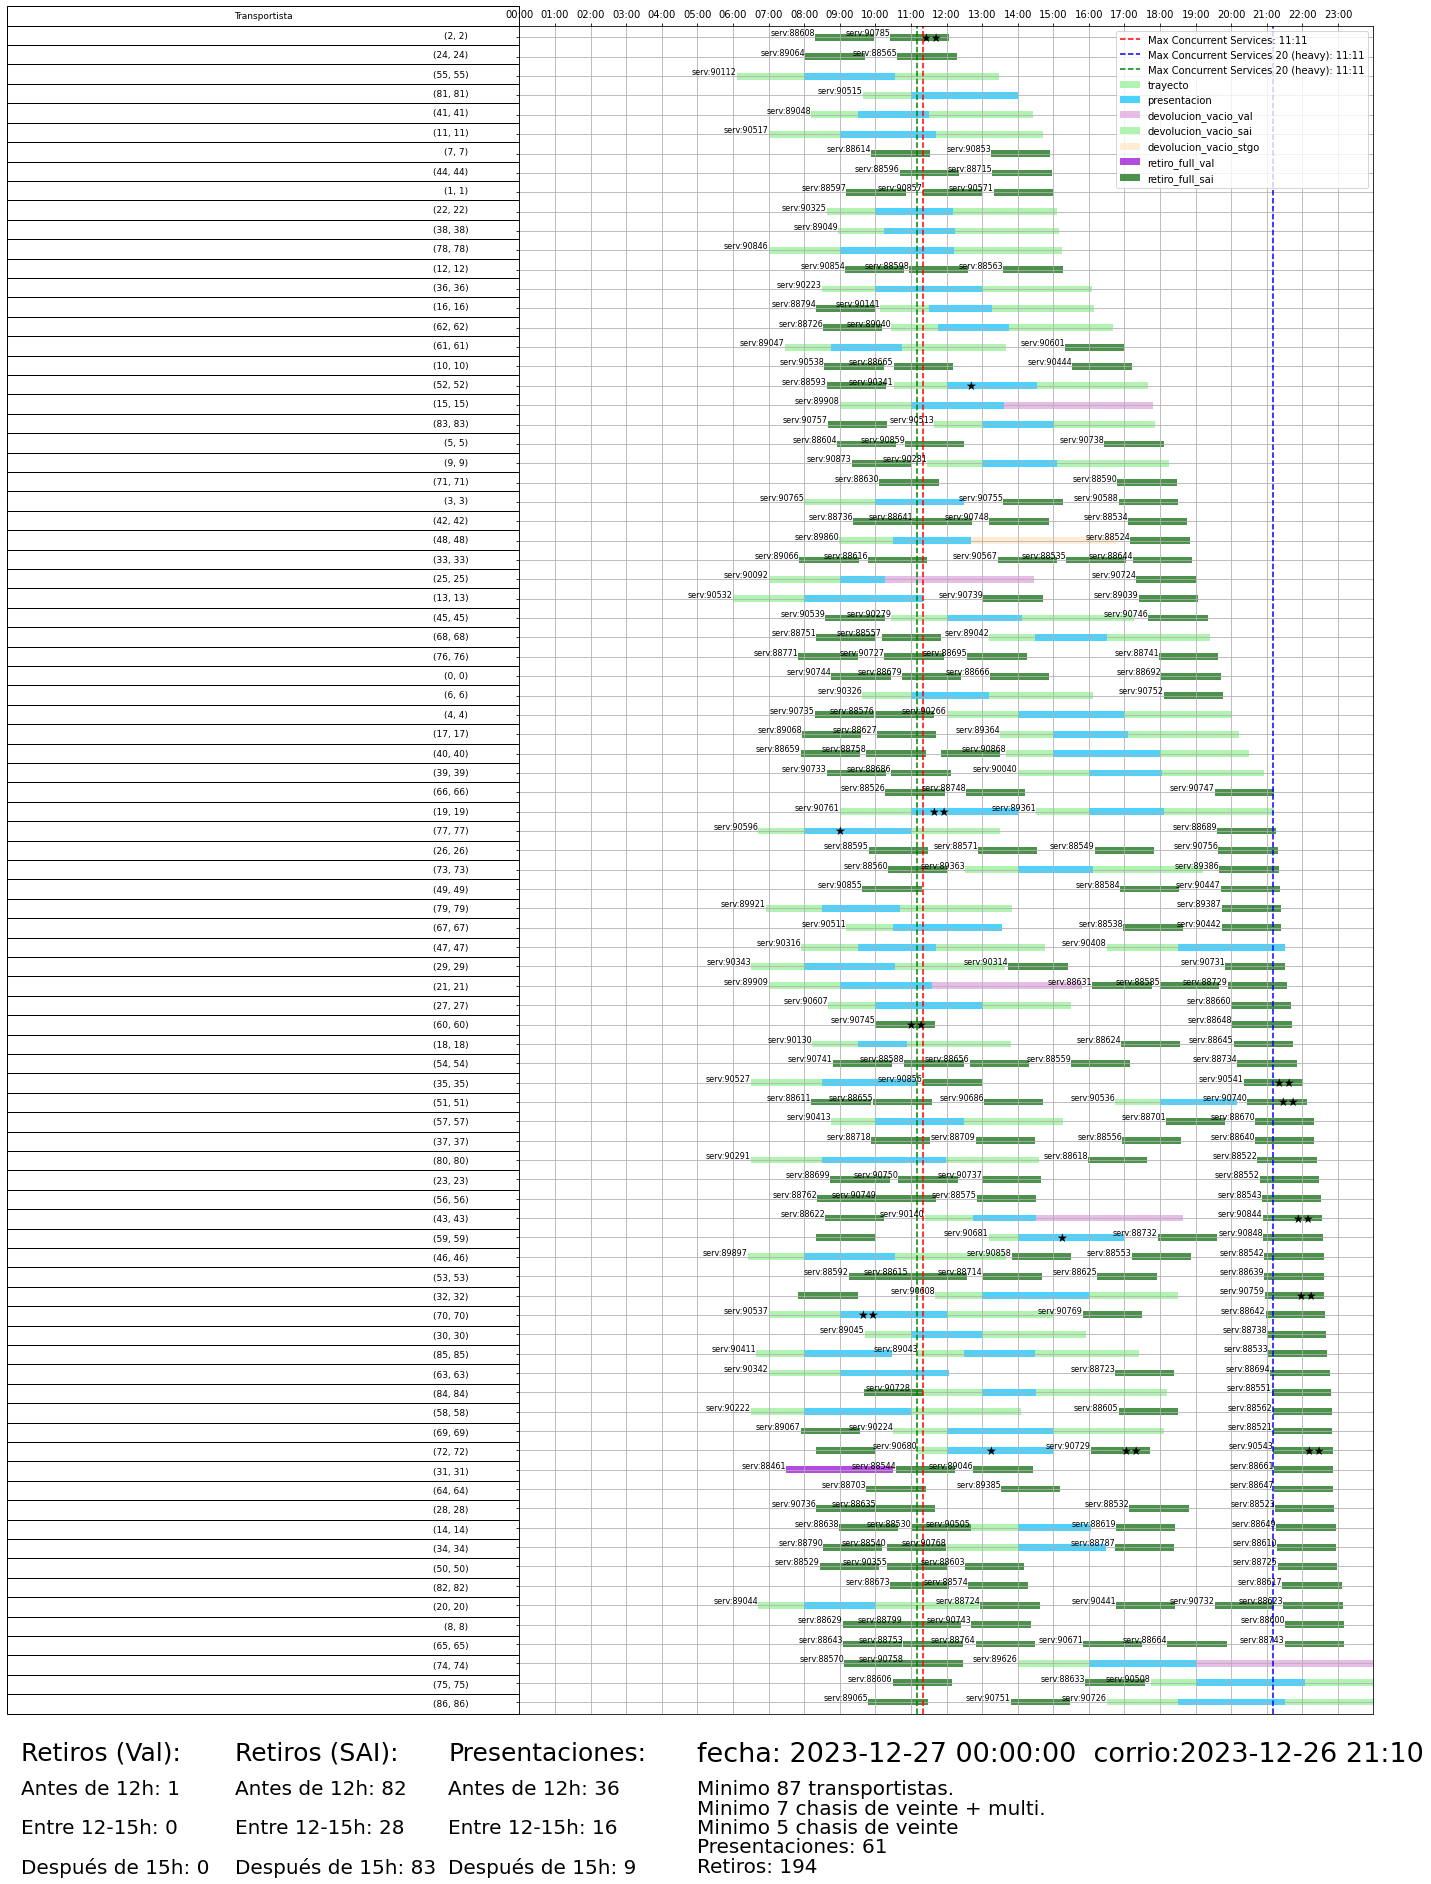 Transportista 00:00 01:00 02:00 03:00 04:00 05:00 06:00 07:00 08:00 09:00 10:00 11:00 12:00 13:00 14:00 15:00 16:00 17:00 18:00 19:00 20:00 21:00 22:00 23:00
Max Concurrent Services: 11:11
Max Concurrent Services 20 (heavy): 11:11
Max Concurrent Services 20 (heavy): 11:11
trayecto
presentacion
devolucion_vacio_val
devolucion_vacio_sai
devolucion_vacio_stgo
retiro_full_val
retiro_full_sai
(2, 2) serv:88608 serv:90785
(24, 24) serv:89064 serv:88565
(55, 55) serv:90112
(81, 81) serv:90515
(41, 41) serv:89048
(11, 11) serv:90517
(7, 7) serv:88614 serv:90853
(44, 44) serv:88596 serv:88715
(1, 1) serv:88597 serv:90857 serv:90571
(22, 22) serv:90325
(38, 38) serv:89049
(78, 78) serv:90846
(12, 12) serv:90854 serv:88598 serv:88563
(36, 36) serv:90223
(16, 16) serv:88794 serv:90141
(62, 62) serv:88726 serv:89040
(61, 61) serv:89047 serv:90601
(10, 10) serv:90538 serv:88665 serv:90444
(52, 52) serv:88593 serv:90341
(15, 15) serv:89908
(83, 83) serv:90757 serv:90513
(5, 5) serv:88604 serv:90859 serv:90738
(9, 9) serv:90873 serv:90281
(71, 71) serv:88630 serv:88590
(3, 3) serv:90765 serv:90755 serv:90588
(42, 42) serv:88736 serv:88641 serv:90748 serv:88534
(48, 48) serv:89860 serv:88524
(33, 33) serv:89066 serv:88616 serv:90567 serv:88535 serv:88644
(25, 25) serv:90092 serv:90724
(13, 13) serv:90532 serv:90739 serv:89039
(45, 45) serv:90539 serv:90279 serv:90746
(68, 68) serv:88751 serv:88557 serv:89042
(76, 76) serv:88771 serv:90727 serv:88695 serv:88741
(0, 0) serv:90744 serv:88679 serv:88666 serv:88692
(6, 6) serv:90326 serv:90752
(4, 4) serv:90735 serv:88576 serv:90266
(17, 17) serv:89068 serv:88627 serv:89364
(40, 40) serv:88659 serv:88758 serv:90868
(39, 39) serv:90733 serv:88686 serv:90040
(66, 66) serv:88526 serv:88748 serv:90747
(19, 19) serv:90761 serv:89361
(77, 77) serv:90596 serv:88689
(26, 26) serv:88595 serv:88571 serv:88549 serv:90756
(73, 73) serv:88560 serv:89363 serv:89386
(49, 49) serv:90855 serv:88584 serv:90447
(79, 79) serv:89921 serv:89387
(67, 67) serv:90511 serv:88538 serv:90442
(47, 47) serv:90316 serv:90408
(29, 29) serv:90343 serv:90314 serv:90731
(21, 21) serv:89909 serv:88631 serv:88585 serv:88729
(27, 27) serv:90607 serv:88660
(60, 60) serv:90745 serv:88648
(18, 18) serv:90130 serv:88624 serv:88645
(54, 54) serv:90741 serv:88588 serv:88656 serv:88559 serv:88734
(35, 35) serv:90527 serv:90856 serv:90541
(51, 51) serv:88611 serv:88655 serv:90686 serv:90536 serv:90740
(57, 57) serv:90413 serv:88701 serv:88670
(37, 37) serv:88718 serv:88709 serv:88556 serv:88640
(80, 80) serv:90291 serv:88618 serv:88522
(23, 23) serv:88699 serv:90750 serv:90737 serv:88552
(56, 56) serv:88762 serv:90749 serv:88575 serv:88543
(43, 43) serv:88622 serv:90140 serv:88732 serv:90844
(59, 59) serv:90681 serv:90848
(46, 46) serv:89897 serv:90858 serv:88553 serv:88542
(53, 53) serv:88592 serv:88615 serv:88714 serv:88625 serv:88639
(32, 32) serv:90608 serv:90759
(70, 70) serv:90537 serv:90769 serv:88642
(30, 30) serv:89045 serv:88738
(85, 85) serv:90411 serv:89043 serv:88533
(63, 63) serv:90342 serv:88723 serv:88694
(84, 84) serv:90728 serv:88551
(58, 58) serv:90222 serv:88605 serv:88562
(69, 69) serv:89067 serv:90224 serv:88521
(72, 72) serv:90680 serv:90729 serv:90543
(31, 31) serv:88461 serv:88544 serv:89046 serv:88661
(64, 64) serv:88703 serv:89385 serv:88647
(28, 28) serv:90736 serv:88635 serv:88532 serv:88523
(14, 14) serv:88638 serv:88530 serv:90505 serv:88619 serv:88649
(34, 34) serv:88790 serv:88540 serv:90768 serv:88787 serv:88610
(50, 50) serv:88529 serv:90355 serv:88603 serv:88725
(82, 82) serv:88673 serv:88574 serv:88617
(20, 20) serv:89044 serv:88724 serv:90441 serv:90732 serv:88623
(8, 8) serv:88629 serv:88799 serv:90743 serv:88600
(65, 65) serv:88643 serv:88753 serv:88764 serv:90671 serv:88664 serv:88743
(74, 74) serv:88570 serv:90758 serv:89626
(75, 75) serv:88606 serv:88633 serv:90508
(86, 86) serv:89065 serv:90751 serv:90726
Retiros (Val): Retiros (SAI): Presentaciones: fecha: 2023-12-27 00:00:00 corrio:2023-12-26 21:10
Antes de 12h: 1 Antes de 12h: 82 Antes de 12h: 36 Minimo 87 transportistas.
Minimo 7 chasis de veinte + multi.
Entre 12-15h: 0 Entre 12-15h: 28 Entre 12-15h: 16 Minimo 5 chasis de veinte
Presentaciones: 61
Después de 15h: 0 Después de 15h: 83 Después de 15h: 9 Retiros: 194